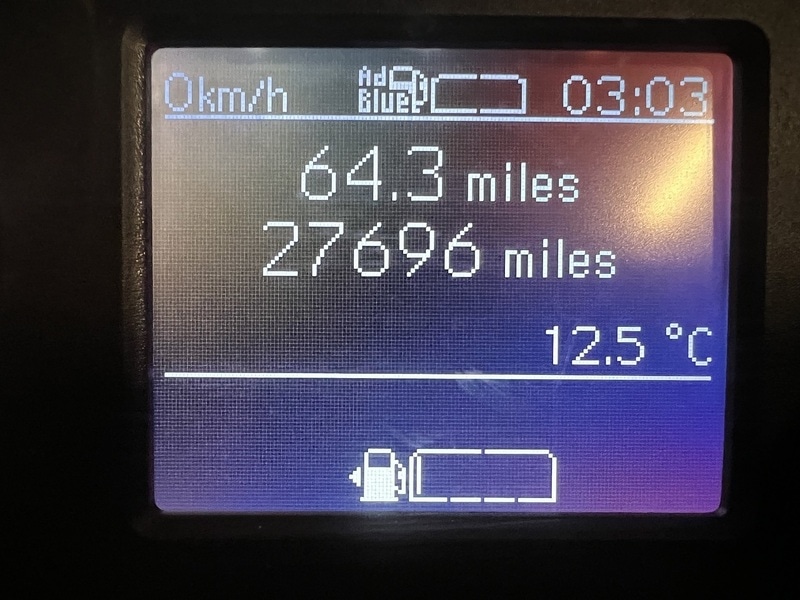 0km/h AdBlue 03:03
64.3 miles
27696 miles
12.5 °C